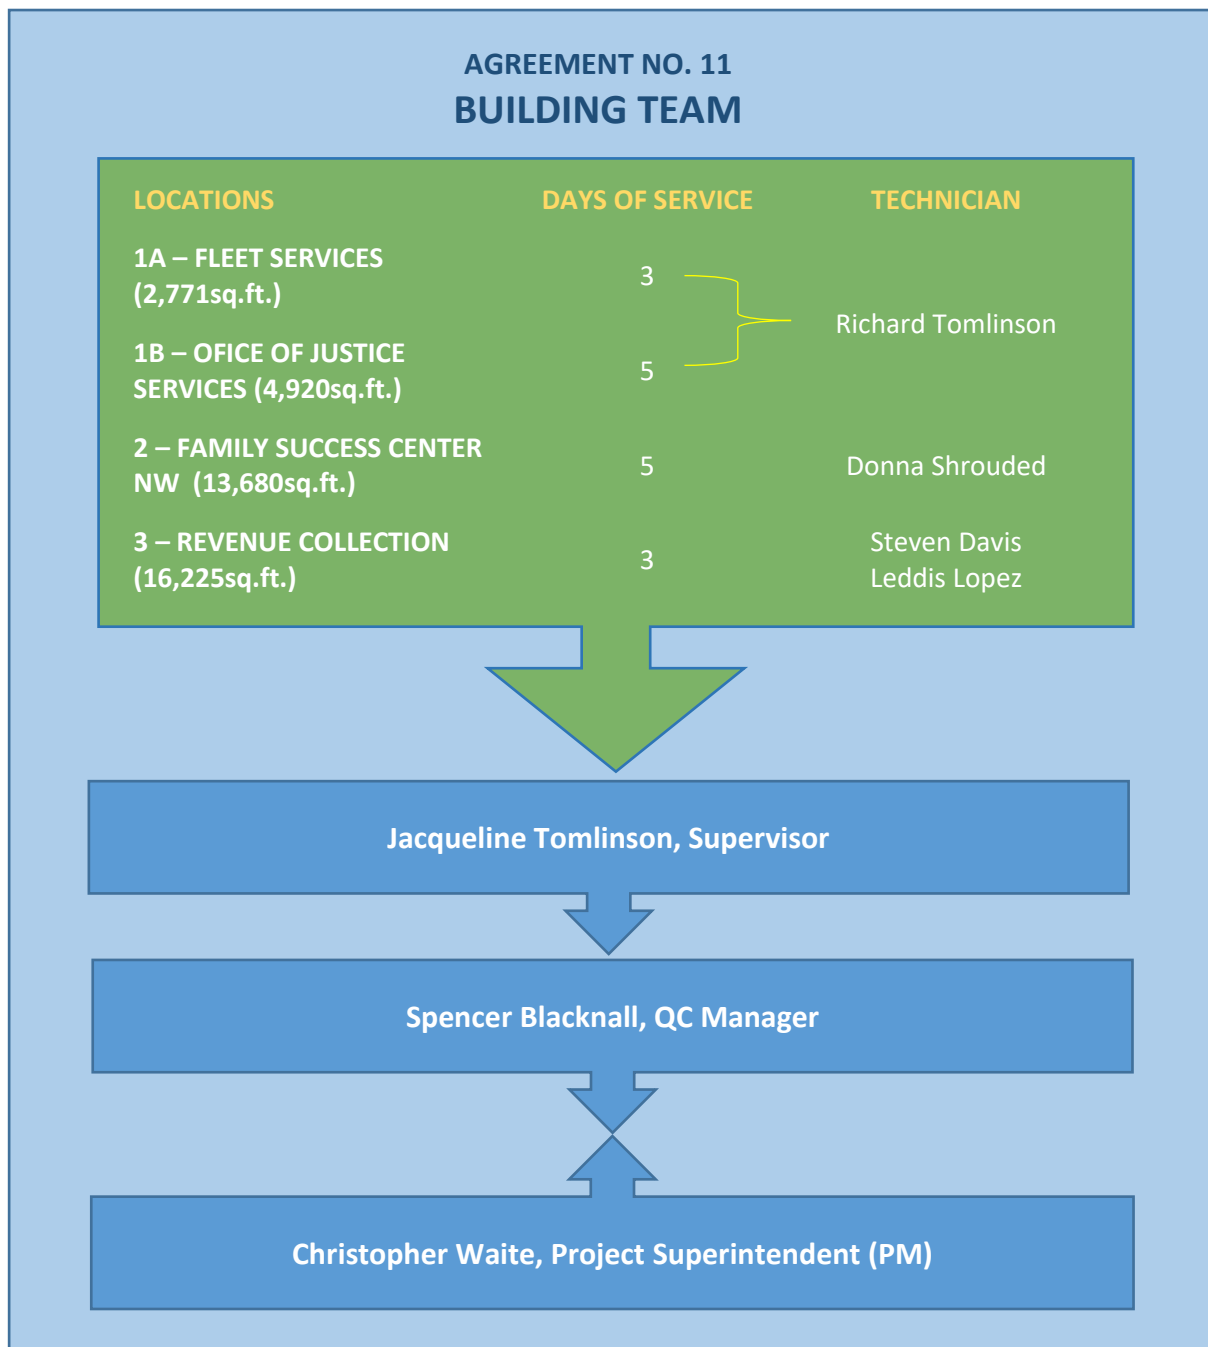 AGREEMENT NO. 11
BUILDING TEAM
LOCATIONS DAYS OF SERVICE TECHNICIAN
1A – FLEET SERVICES
(2,771sq.ft.)
3
Richard Tomlinson
1B – OFICE OF JUSTICE
SERVICES (4,920sq.ft.)
5
2 – FAMILY SUCCESS CENTER
NW (13,680sq.ft.)
5
Donna Shrouded
3 – REVENUE COLLECTION
(16,225sq.ft.)
3
Steven Davis
Leddis Lopez
Jacqueline Tomlinson, Supervisor
Spencer Blacknall, QC Manager
Christopher Waite, Project Superintendent (PM)